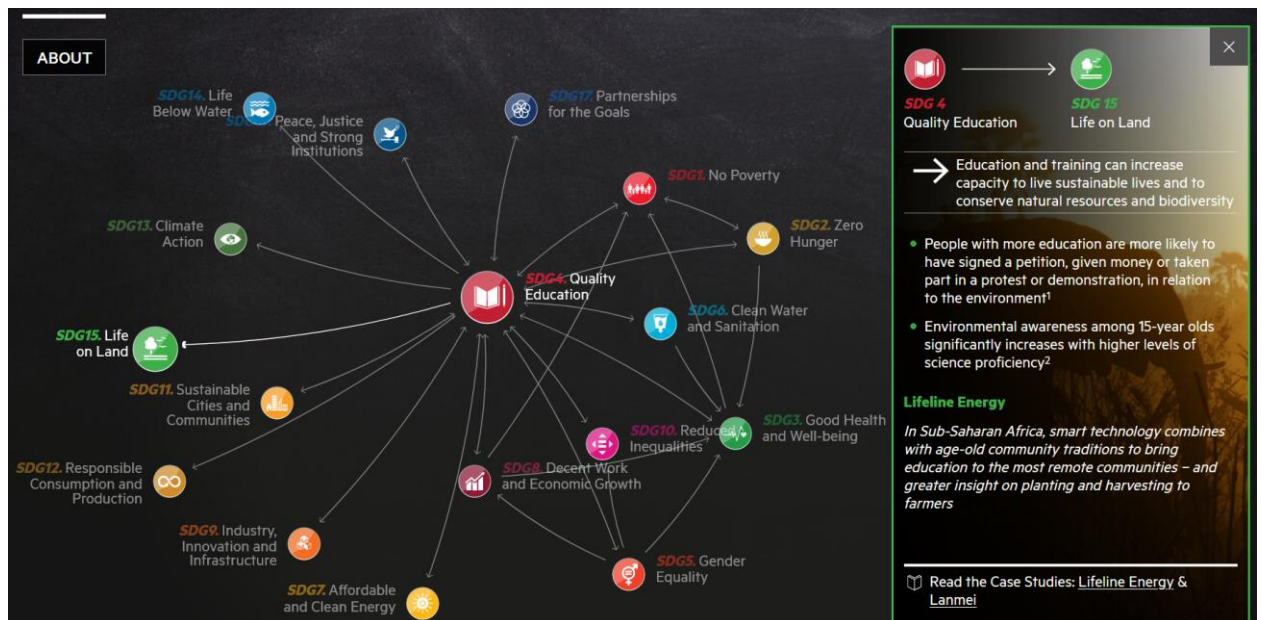 ABOUT
SDG14. Life
Below Water
Peace, Justice
and Strong
Institutions
SDG17. Partnerships
for the Goals
SDG1. No Poverty
SDG13. Climate
Action
SDG2. Zero
Hunger
SDG4. Quality
Education
SDG6. Clean Water
and Sanitation
SDG15. Life
on Land
SDG11. Sustainable
Cities and
Communities
SDG10. Reduced
Inequalities
SDG3. Good Health
and Well-being
SDG12. Responsible
Consumption and
Production
SDG8. Decent Work
and Economic Growth
SDG9. Industry,
Innovation and
Infrastructure
SDG5. Gender
Equality
SDG7. Affordable
and Clean Energy
SDG 4
Quality Education
SDG 15
Life on Land
Education and training can increase
capacity to live sustainable lives and to
conserve natural resources and biodiversity
People with more education are more likely to
have signed a petition, given money or taken
part in a protest or demonstration, in relation
to the environment¹
Environmental awareness among 15-year olds
significantly increases with higher levels of
science proficiency²
Lifeline Energy
In Sub-Saharan Africa, smart technology combines
with age-old community traditions to bring
education to the most remote communities – and
greater insight on planting and harvesting to
farmers
Read the Case Studies: Lifeline Energy &
Lanmei